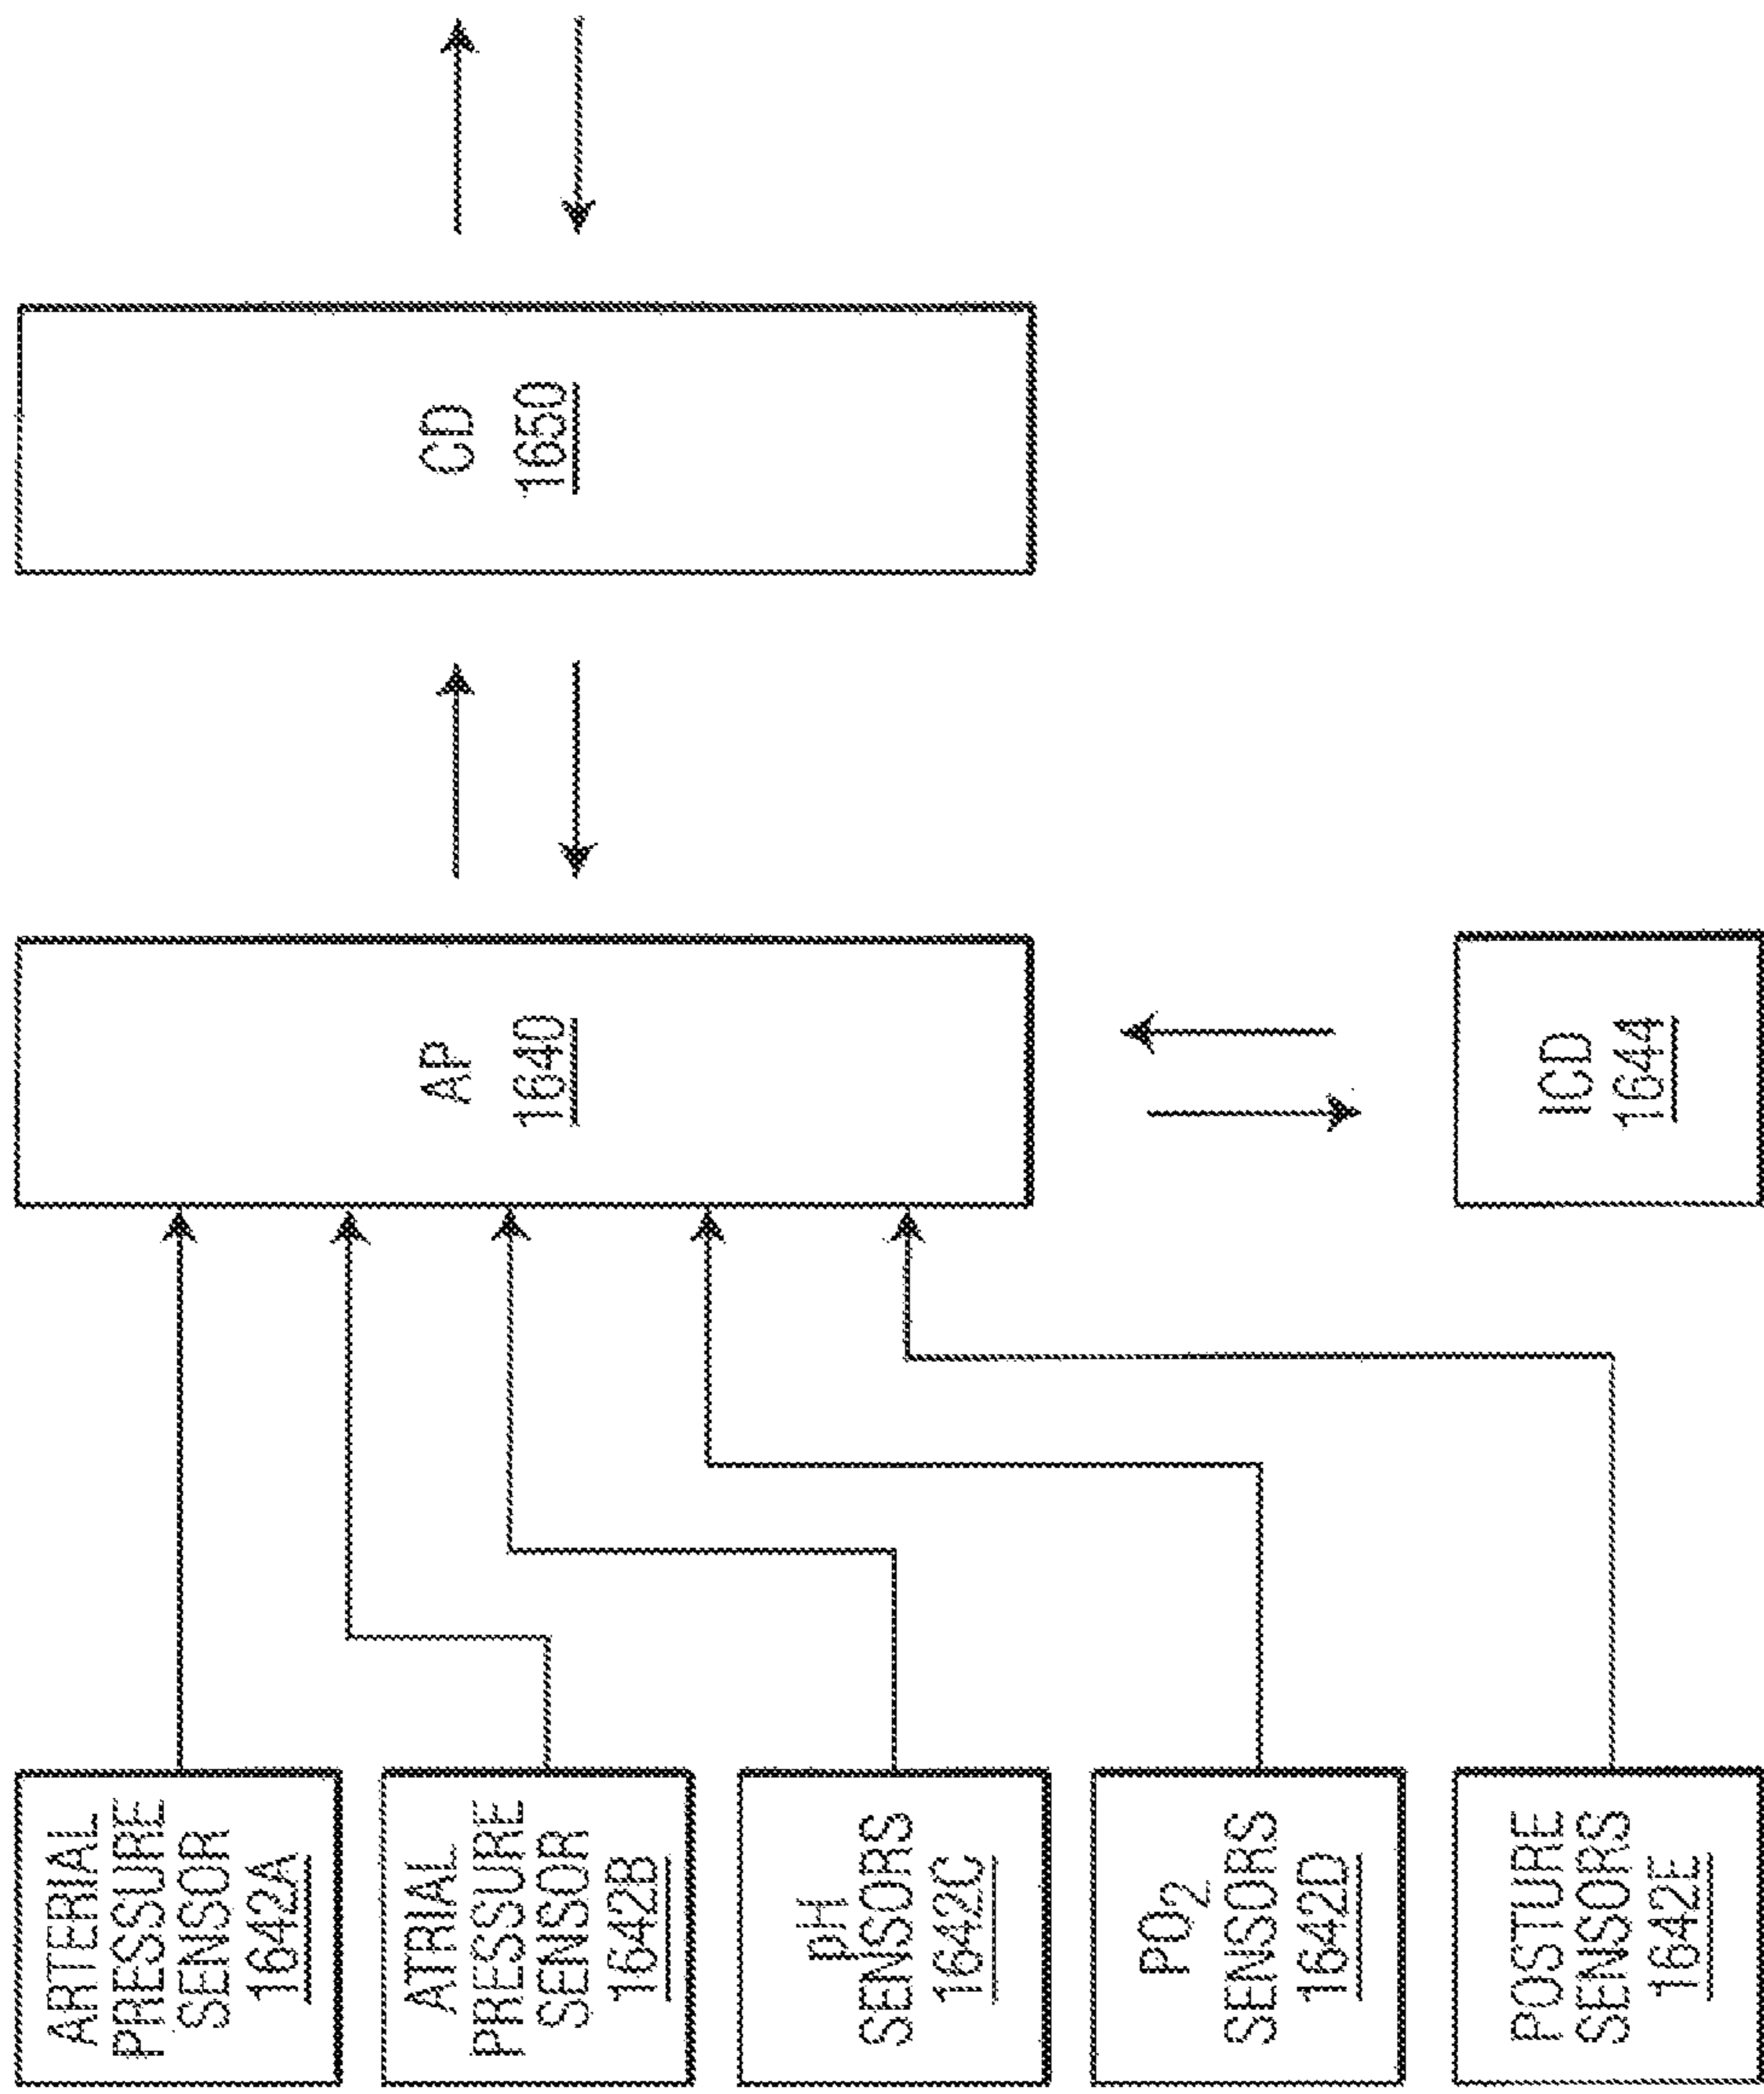 ARTERIAL
PRESSURE
SENSOR
1642A
ATRIAL
PRESSURE
SENSOR
1642B
pH
SENSORS
1642C
PO2
SENSORS
1642D
POSTURE
SENSORS
1642E
AP
1640
ICD
1644
CD
1650